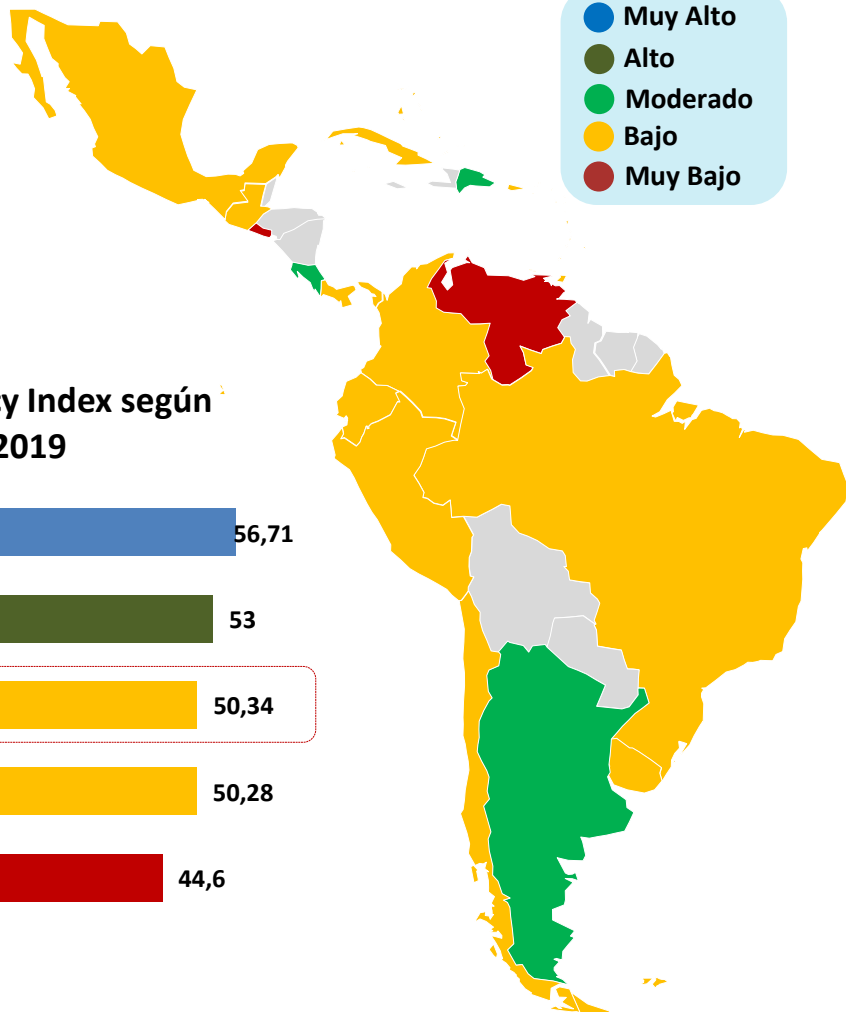 Muy Alto
Alto
Moderado
Bajo
Muy Bajo
Index según
2019
56,71
53
50,34
50,28
44,6